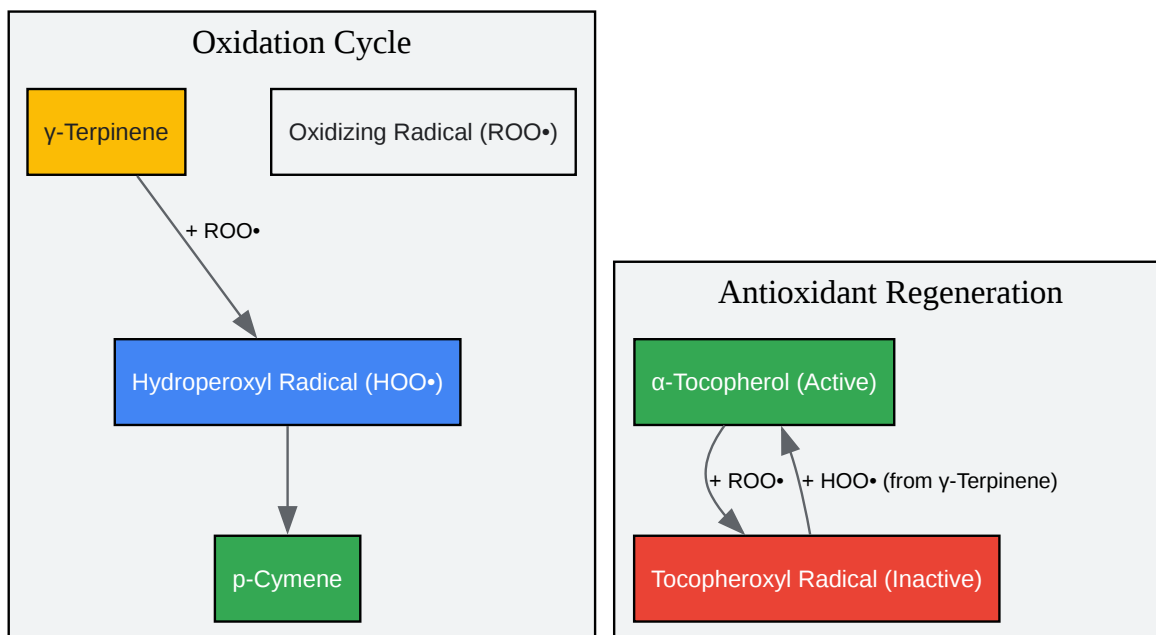 Oxidation Cycle
γ-Terpinene
Oxidizing Radical (ROO•)
+ ROO•
Hydroperoxyl Radical (HOO•)
p-Cymene
Antioxidant Regeneration
α-Tocopherol (Active)
+ ROO•
+ HOO• (from γ-Terpinene)
Tocopheroxyl Radical (Inactive)